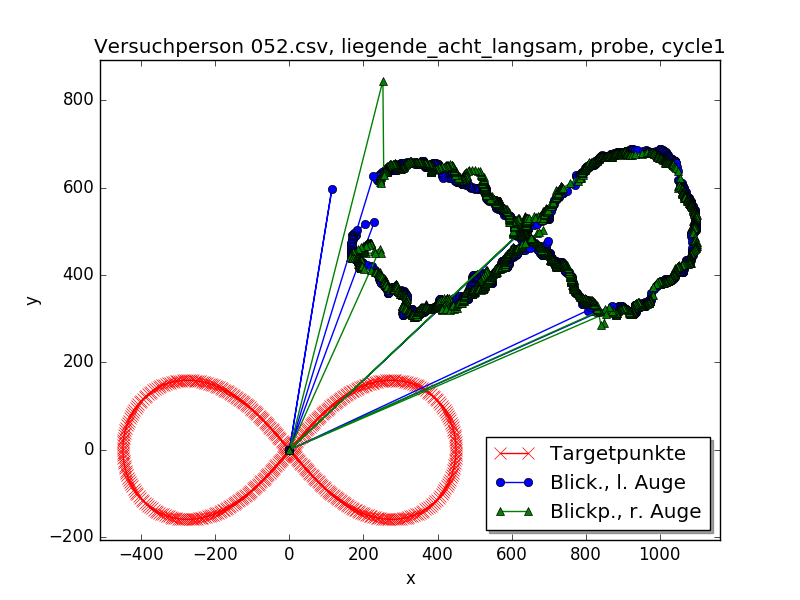 Versuchperson 052.csv, liegende_acht_langsam, probe, cycle1
800
600
400
200
0
−200
y
−400 −200 0 200 400 600 800 1000
x
Targetpunkte
Blick., l. Auge
Blickp., r. Auge